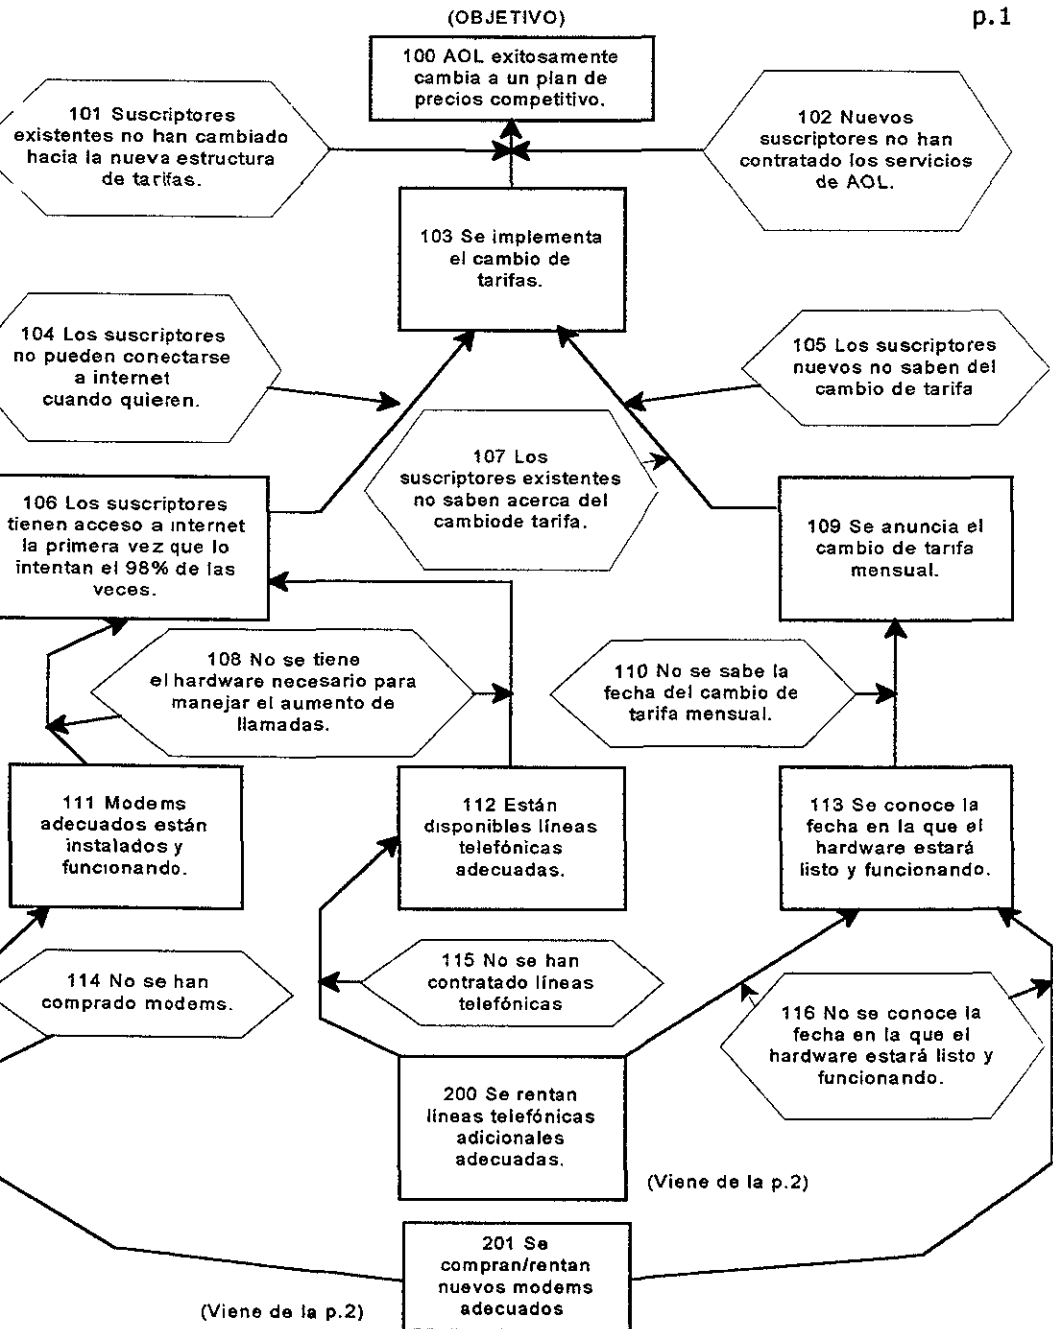 (OBJETIVO)
p.1
100 AOL exitosamente
cambia a un plan de
precios competitivo.
101 Suscriptores
existentes no han cambiado
hacia la nueva estructura
de tarifas.
102 Nuevos
suscriptores no han
contratado los servicios
de AOL.
103 Se implementa
el cambio de
tarifas.
104 Los suscriptores
no pueden conectarse
a internet
cuando quieren.
105 Los suscriptores
nuevos no saben del
cambio de tarifa
107 Los
suscriptores existentes
no saben acerca del
cambiode tarifa.
106 Los suscriptores
tienen acceso a internet
la primera vez que lo
intentan el 98% de las
veces.
109 Se anuncia el
cambio de tarifa
mensual.
108 No se tiene
el hardware necesario para
manejar el aumento de
llamadas.
110 No se sabe la
fecha del cambio de
tarifa mensual.
111 Modems
adecuados están
instalados y
funcionando.
112 Están
disponibles líneas
telefónicas
adecuadas.
113 Se conoce la
fecha en la que el
hardware estará
listo y funcionando.
114 No se han
comprado modems.
115 No se han
contratado líneas
telefónicas
116 No se conoce la
fecha en la que el
hardware estará listo y
funcionando.
200 Se rentan
líneas telefónicas
adicionales
adecuadas.
(Viene de la p.2)
201 Se
compran/rentan
nuevos modems
adecuados
(Viene de la p.2)